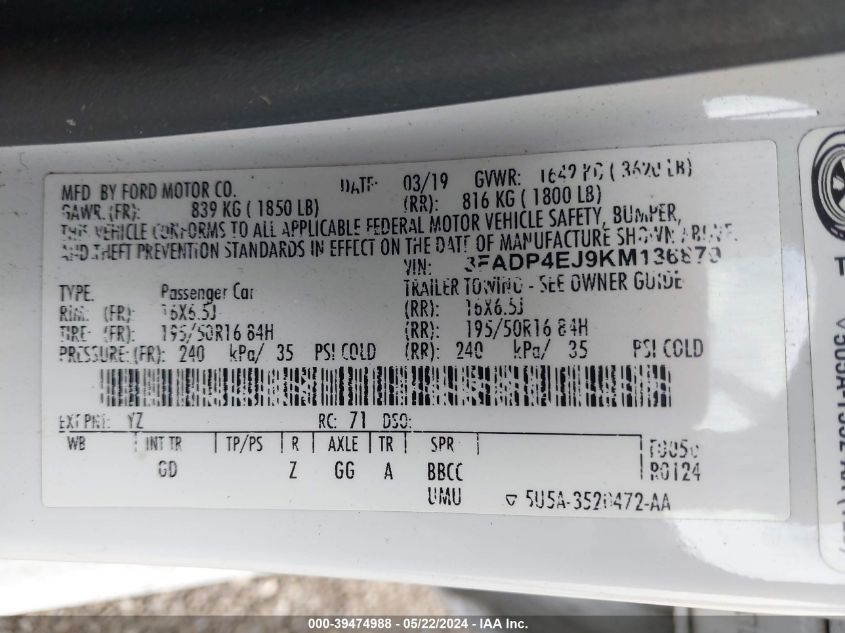 MFD. BY FORD MOTOR CO. DATE: 03/19 GVWR: 1642 KG ( 3620 LB)
GAWR. (FR): 839 KG ( 1850 LB) (RR): 816 KG ( 1800 LB)
THIS VEHICLE CONFORMS TO ALL APPLICABLE FEDERAL MOTOR VEHICLE SAFETY, BUMPER,
AND THEFT PREVENTION STANDARDS IN EFFECT ON THE DATE OF MANUFACTURE SHOWN ABOVE.
VIN: 3FADP4EJ9KM136870
TYPE: Passenger Car TRAILER TOWING - SEE OWNER GUIDE
RIM: (FR): 16X6.5J (RR): 16X6.5J
TIRE: (FR): 195/50R16 84H (RR): 195/50R16 84H
PRESSURE: (FR): 240 kPa/ 35 PSI COLD (RR): 240 kPa/ 35 PSI COLD
EXT PNT: YZ RC: 71 DSO:
WB INT TR TP/PS R AXLE TR SPR
GD Z GG A BBCC
UMU
R0124
5U5A-3520472-AA
000-39474988 - 05/22/2024 - IMAGE INC.